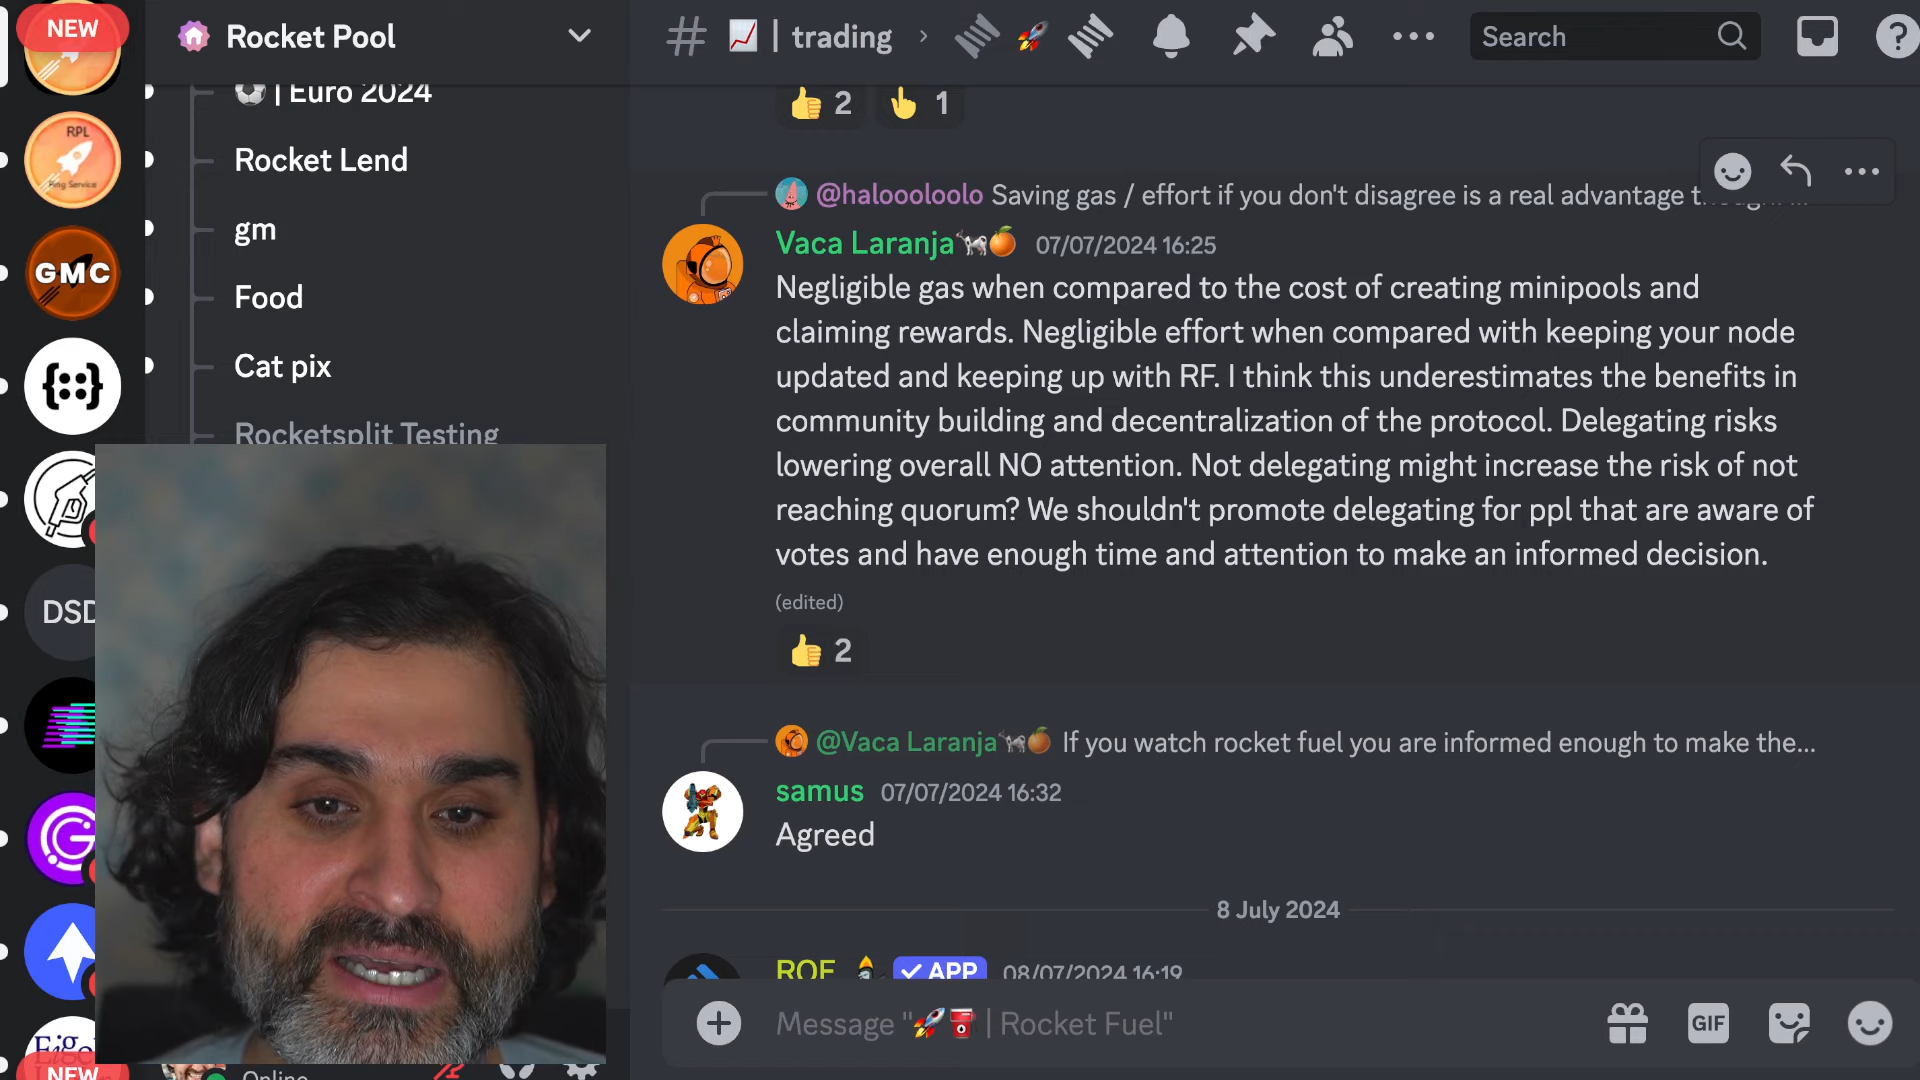 NEW
Rocket Pool
| trading
Search
| Euro 2024
2
1
RPL
Ping Service
Rocket Lend
@haloooloolo Saving gas / effort if you don't disagree is a real advantage
gm
Vaca Laranja 07/07/2024 16:25
GMC
Negligible gas when compared to the cost of creating minipools and
claiming rewards. Negligible effort when compared with keeping your node
updated and keeping up with RF. I think this underestimates the benefits in
community building and decentralization of the protocol. Delegating risks
lowering overall NO attention. Not delegating might increase the risk of not
reaching quorum? We shouldn't promote delegating for ppl that are aware of
votes and have enough time and attention to make an informed decision.
(edited)
2
Food
Cat pix
Rocketsplit Testing
DSD
@Vaca Laranja If you watch rocket fuel you are informed enough to make the...
samus 07/07/2024 16:32
Agreed
8 July 2024
APP 08/07/2024 16:19
Message " | Rocket Fuel"
GIF
NEW
Online